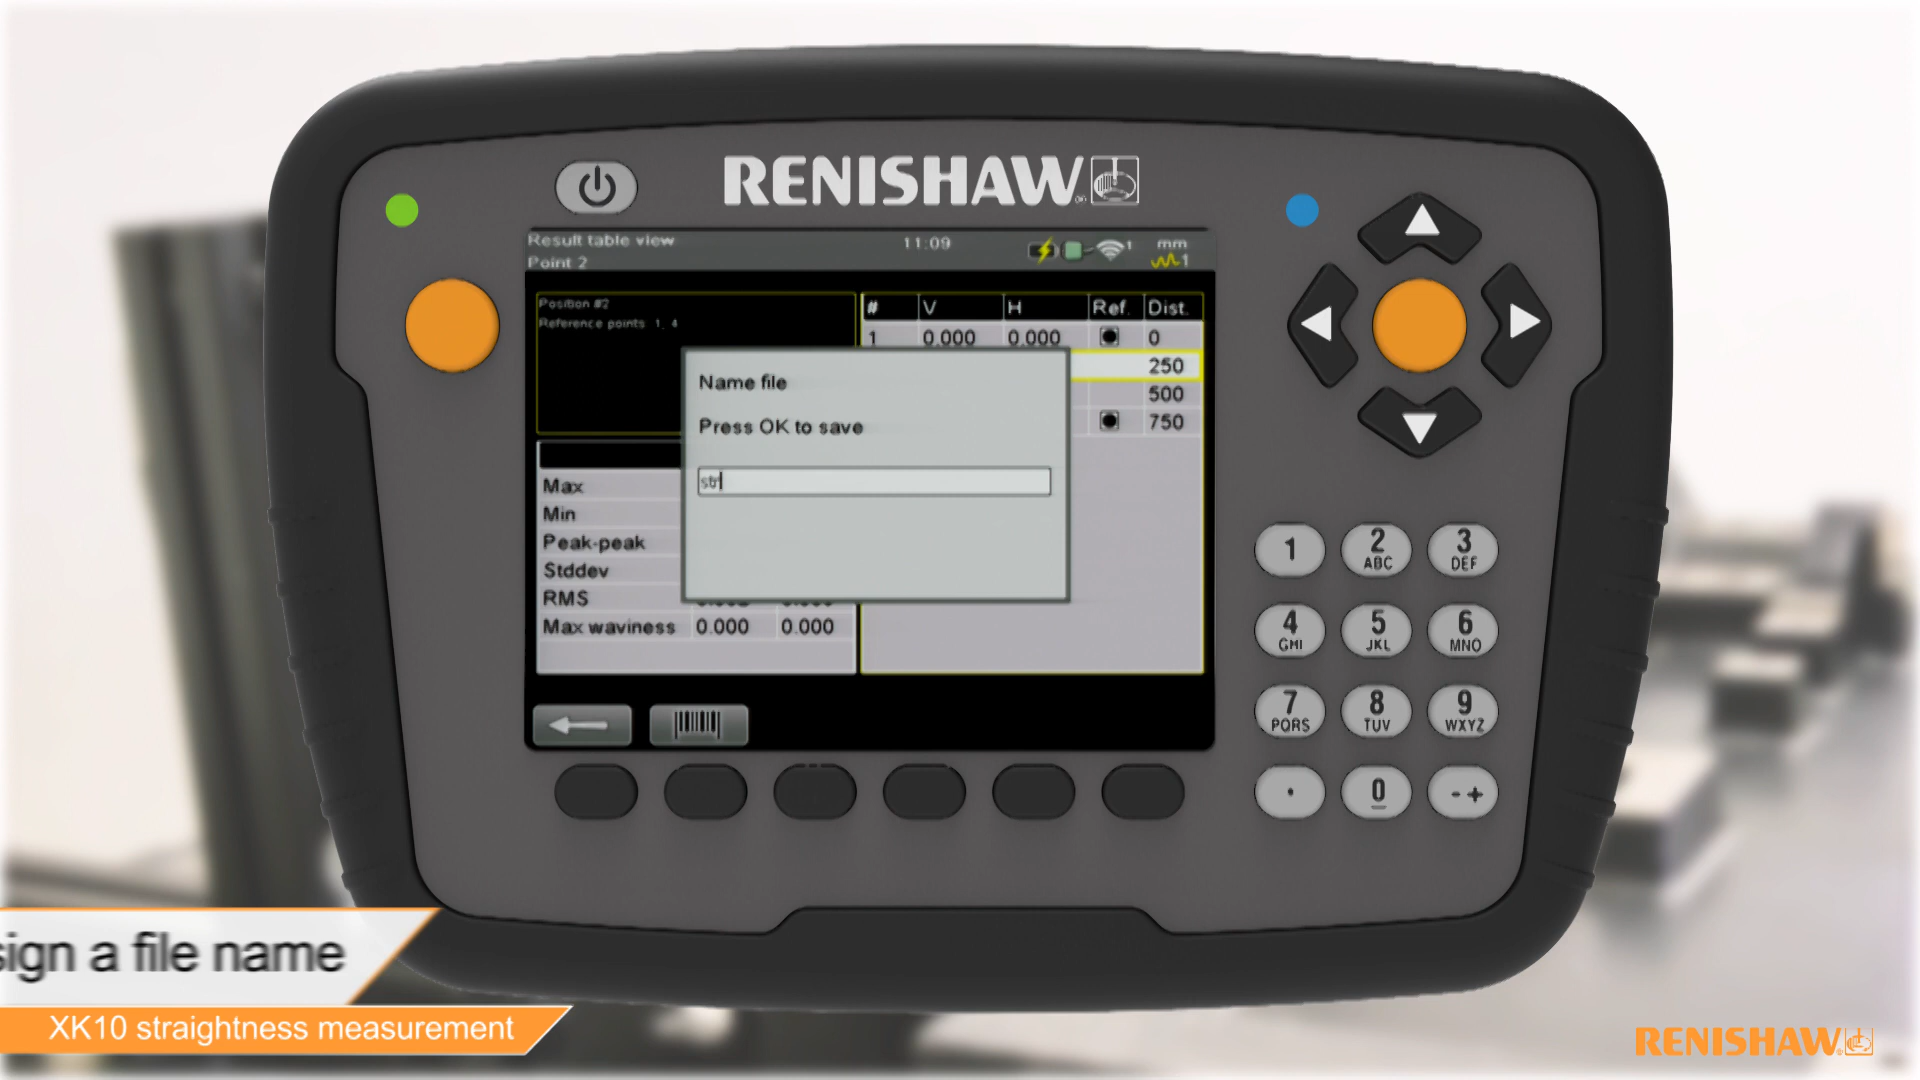 RENISHAW
Result table view
11:09
1
mm
Point 2
1
Position #2
Reference points: 1, 4
# V H Ref. Dist.
1 0.000 0.000 0
250
500
750
Name file
Press OK to save
str
Max
Min
Peak-peak
Stddev
RMS
Max waviness 0.000 0.000
1
2 ABC
3 DEF
4 GHI
5 JKL
6 MNO
7 PQRS
8 TUV
9 WXYZ
.
0
- +
sign a file name
XK10 straightness measurement
RENISHAW